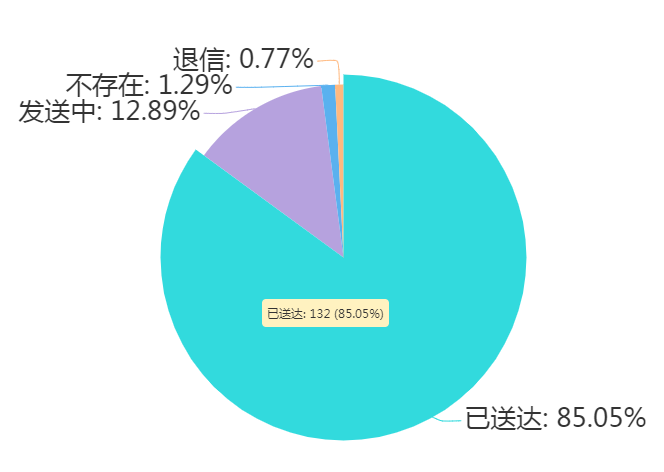 退信: 0.77%
不存在: 1.29%
发送中: 12.89%
已送达: 132 (85.05%)
已送达: 85.05%